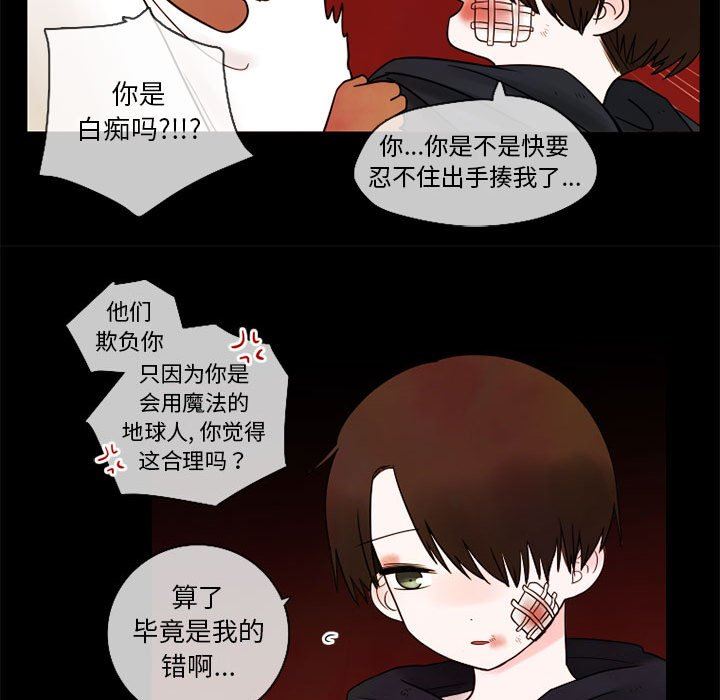 你是
白痴吗?!!?
你...你是不是快要
忍不住出手揍我了...
他们
欺负你
只因为你是
会用魔法的
地球人, 你觉得
这合理吗？
算了
毕竟是我的
错啊...